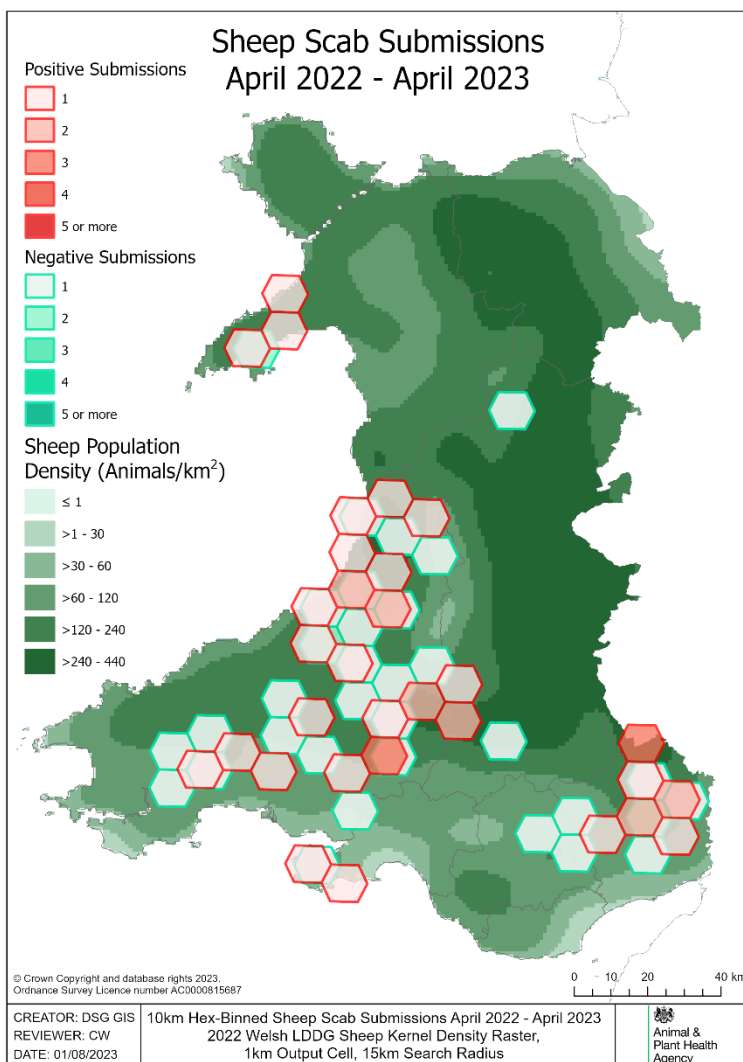 Sheep Scab Submissions
April 2022 - April 2023
Positive Submissions
1
2
3
4
5 or more
Negative Submissions
1
2
3
4
5 or more
Sheep Population
Density (Animals/km²)
≤ 1
>1 - 30
>30 - 60
>60 - 120
>120 - 240
>240 - 440
© Crown Copyright and database rights 2023.
Ordnance Survey Licence number AC0000815687
0 10 20 40 km
CREATOR: DSG GIS
REVIEWER: CW
DATE: 01/08/2023
10km Hex-Binned Sheep Scab Submissions April 2022 - April 2023
2022 Welsh LDDG Sheep Kernel Density Raster,
1km Output Cell, 15km Search Radius
Animal &
Plant Health
Agency